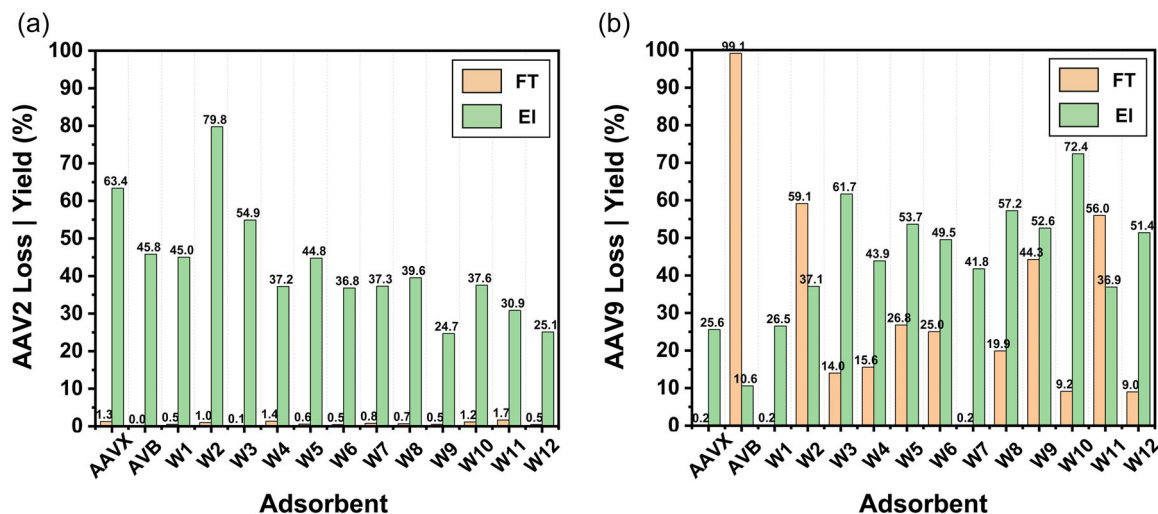 (a)
AAV2 Loss | Yield (%)
100
90
80
70
60
50
40
30
20
10
0
FT
EI
1.3
63.4
0.0
45.8
0.5
45.0
1.0
79.8
0.1
54.9
1.4
37.2
0.6
44.8
0.5
36.8
0.8
37.3
0.7
39.6
0.5
24.7
1.2
37.6
1.7
30.9
0.5
25.1
AAVX
AVB
W1
W2
W3
W4
W5
W6
W7
W8
W9
W10
W11
W12
Adsorbent
(b)
AAV9 Loss | Yield (%)
100
90
80
70
60
50
40
30
20
10
0
FT
EI
0.2
25.6
99.1
10.6
0.2
26.5
59.1
37.1
14.0
61.7
15.6
43.9
26.8
53.7
25.0
49.5
0.2
41.8
19.9
57.2
44.3
52.6
9.2
72.4
56.0
36.9
9.0
51.4
AAVX
AVB
W1
W2
W3
W4
W5
W6
W7
W8
W9
W10
W11
W12
Adsorbent